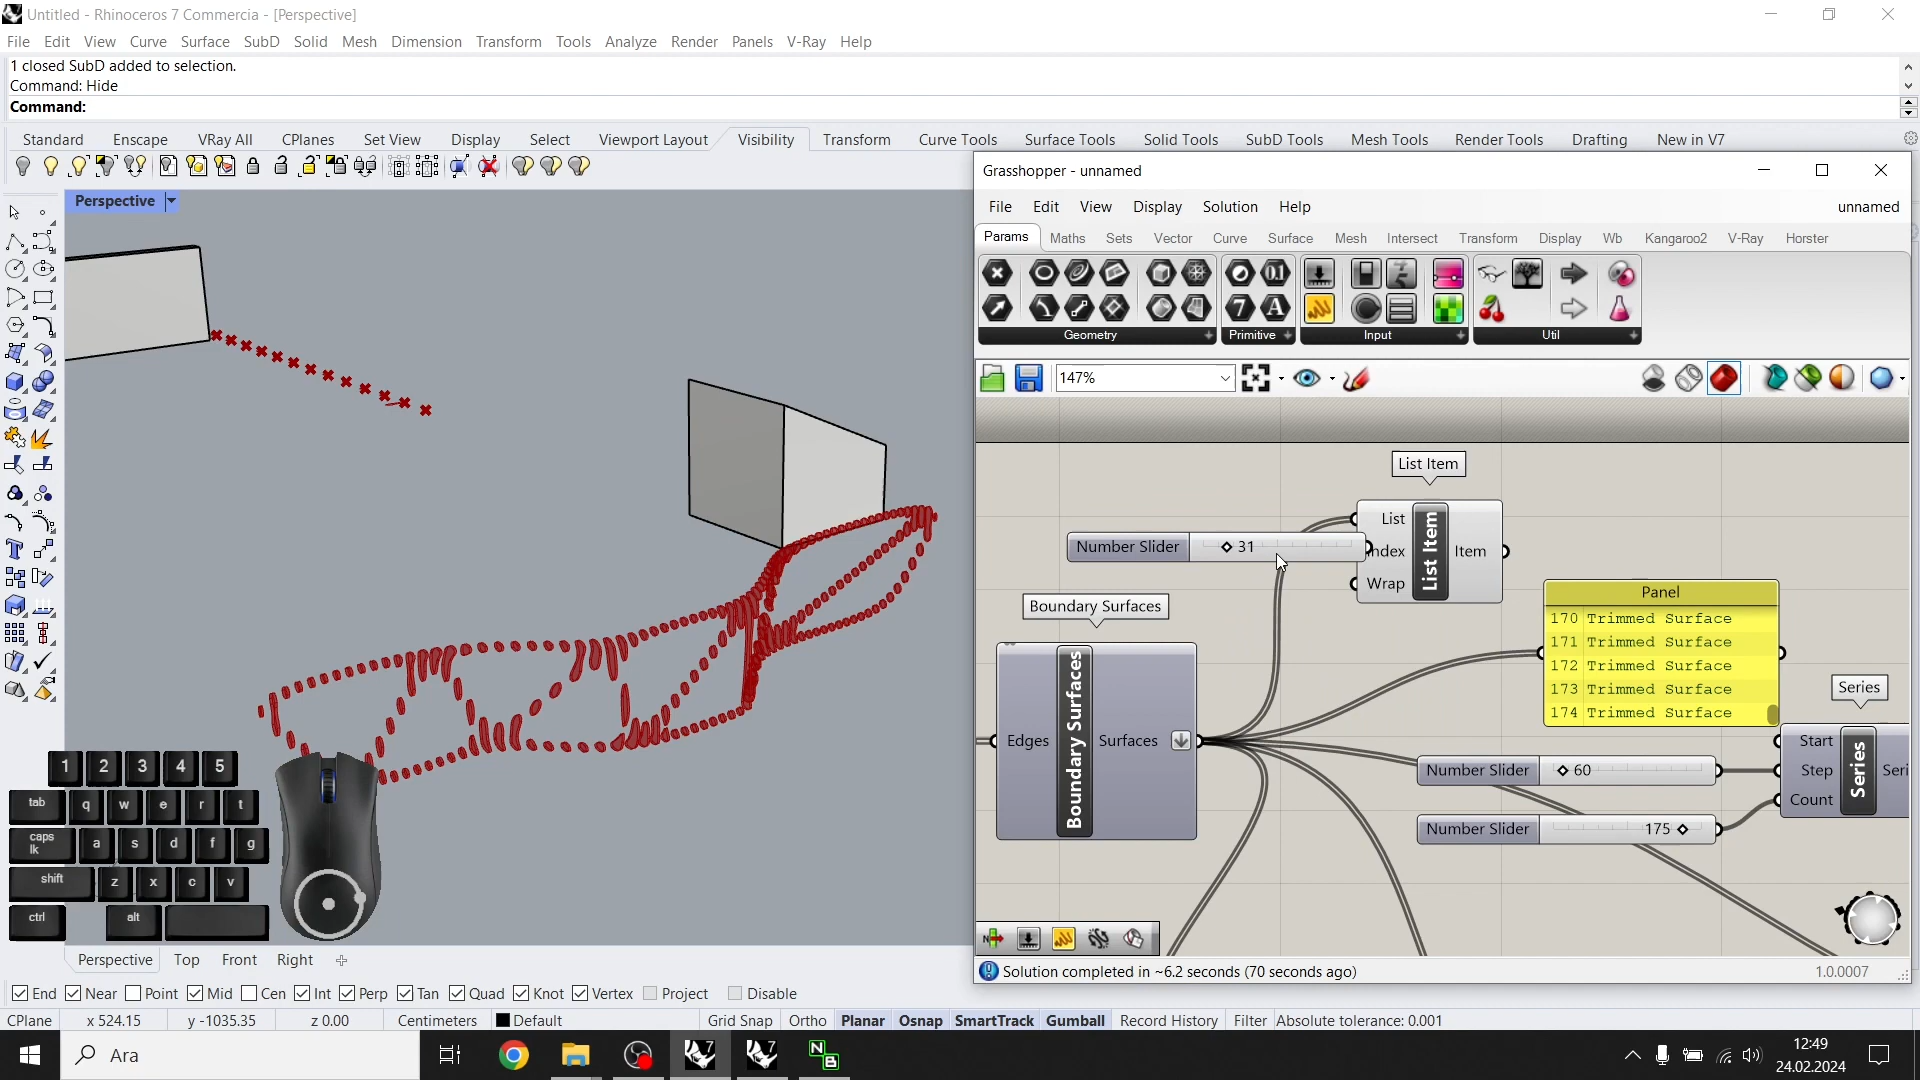 Untitled - Rhinoceros 7 Commercia - [Perspective]
File Edit View Curve Surface SubD Solid Mesh Dimension Transform Tools Analyze Render Panels V-Ray Help
1 closed SubD added to selection.
Command: Hide
Command:
Standard Enscape VRay All CPlanes Set View Display Select Viewport Layout Visibility Transform Curve Tools Surface Tools Solid Tools SubD Tools Mesh Tools Render Tools Drafting New in V7
Perspective
Grasshopper - unnamed
File Edit View Display Solution Help unnamed
Params Maths Sets Vector Curve Surface Mesh Intersect Transform Display Wb Kangaroo2 V-Ray Horster
Geometry Primitive Input Util
147%
List Item
List
Index
Wrap
List Item
Item
Number Slider 31
Boundary Surfaces
Edges
Boundary Surfaces
Surfaces
Panel
170 Trimmed Surface
171 Trimmed Surface
172 Trimmed Surface
173 Trimmed Surface
174 Trimmed Surface
Series
Start
Step
Count
Series
Seri
Number Slider 60
Number Slider 175
Solution completed in ~6.2 seconds (70 seconds ago) 1.0.0007
1 2 3 4 5
tab q w e r t
caps lk a s d f g
shift z x c v
ctrl alt
Perspective Top Front Right
End Near Point Mid Cen Int Perp Tan Quad Knot Vertex Project Disable
CPlane x 524.15 y -1035.35 z 0.00 Centimeters Default Grid Snap Ortho Planar Osnap SmartTrack Gumball Record History Filter Absolute tolerance: 0.001
Ara
12:49
24.02.2024